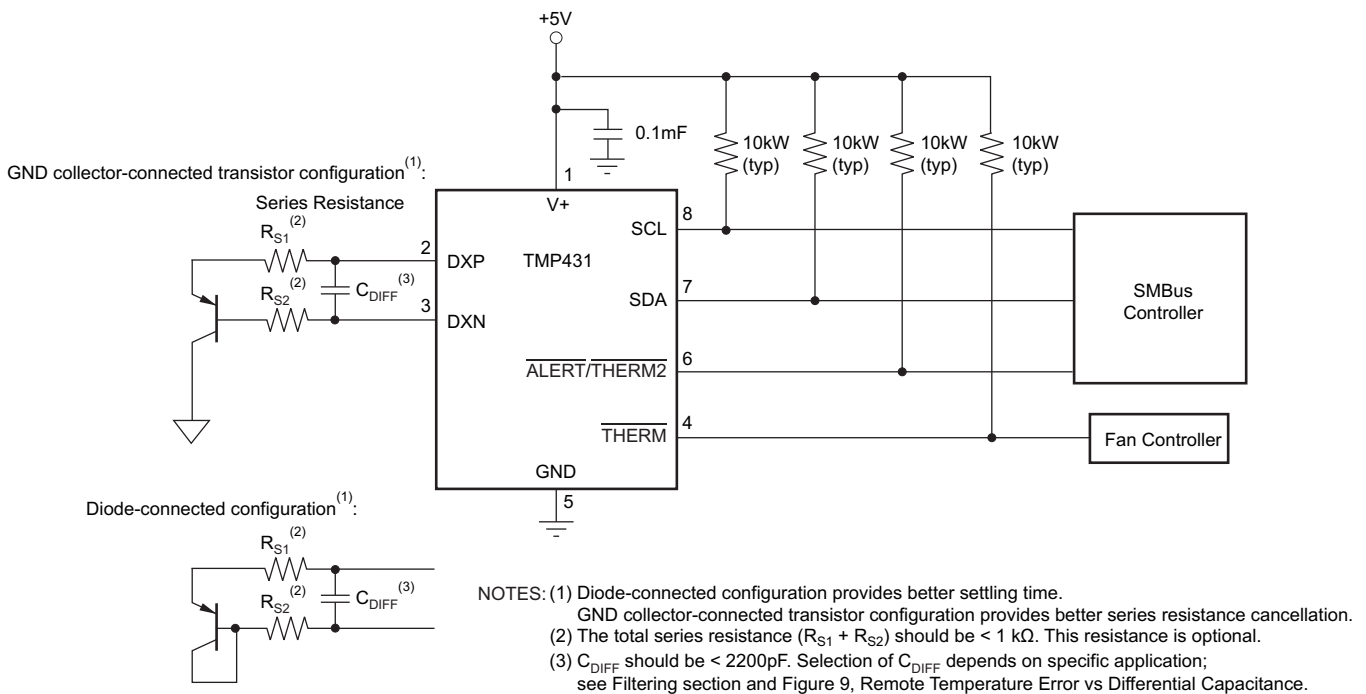 +5V
0.1mF
10kW
(typ)
10kW
(typ)
10kW
(typ)
10kW
(typ)
GND collector-connected transistor configuration(1):
Series Resistance
RS1(2)
RS2(2)
CDIFF(3)
1
V+
2
DXP
TMP431
3
DXN
SCL
8
SDA
7
ALERT/THERM2
6
THERM
4
GND
5
SMBus
Controller
Fan Controller
Diode-connected configuration(1):
RS1(2)
RS2(2)
CDIFF(3)
NOTES: (1) Diode-connected configuration provides better settling time.
GND collector-connected transistor configuration provides better series resistance cancellation.
(2) The total series resistance (RS1 + RS2) should be < 1 kΩ. This resistance is optional.
(3) CDIFF should be < 2200pF. Selection of CDIFF depends on specific application;
see Filtering section and Figure 9, Remote Temperature Error vs Differential Capacitance.